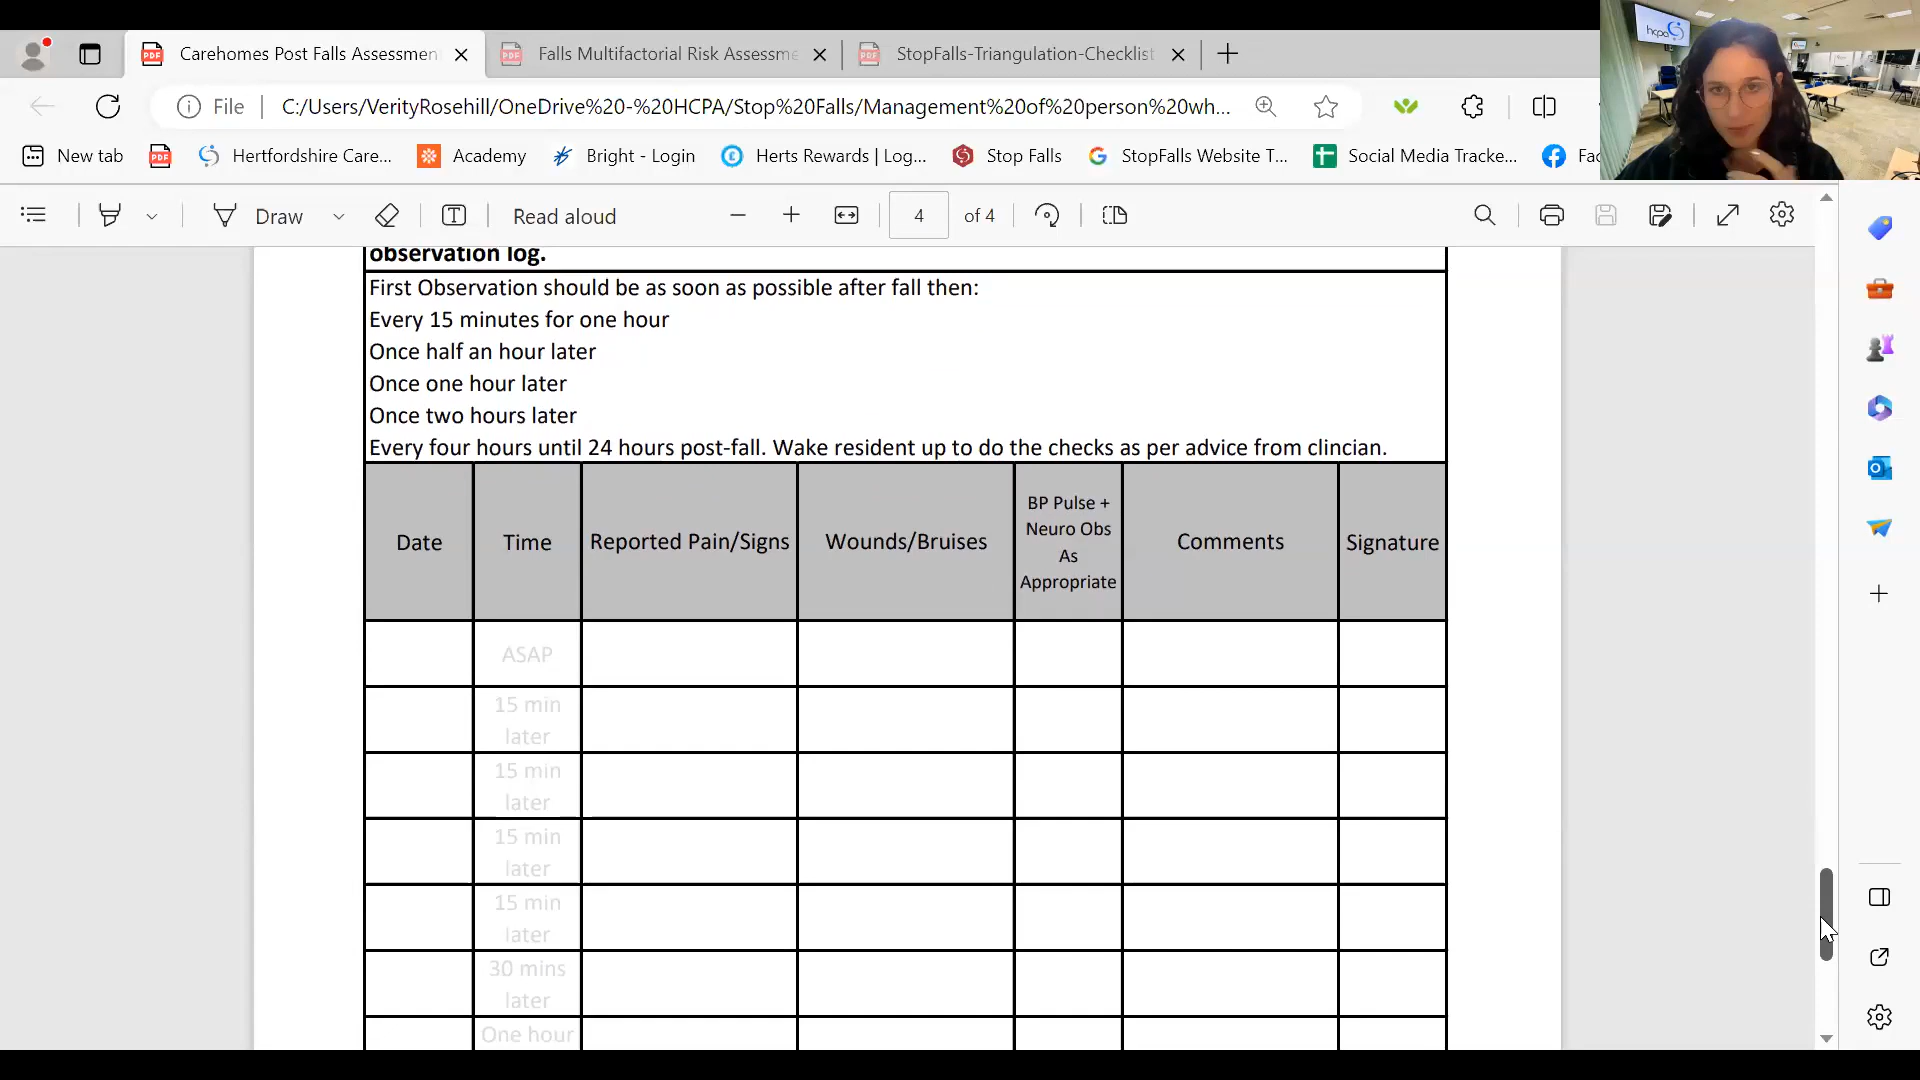 Carehomes Post Falls Assessment
Falls Multifactorial Risk Assessme
StopFalls-Triangulation-Checklist
hcpa
File
C:/Users/VerityRosehill/OneDrive%20-%20HCPA/Stop%20Falls/Management%20of%20person%20wh...
New tab
Hertfordshire Care...
Academy
Bright - Login
Herts Rewards | Log...
Stop Falls
StopFalls Website T...
Social Media Tracke...
Fac
Draw
Read aloud
4
of 4
observation log.
First Observation should be as soon as possible after fall then:
Every 15 minutes for one hour
Once half an hour later
Once one hour later
Once two hours later
Every four hours until 24 hours post-fall. Wake resident up to do the checks as per advice from clincian.
Date
Time
Reported Pain/Signs
Wounds/Bruises
BP Pulse +
Neuro Obs
As
Appropriate
Comments
Signature
ASAP
15 min
later
15 min
later
15 min
later
15 min
later
30 mins
later
One hour